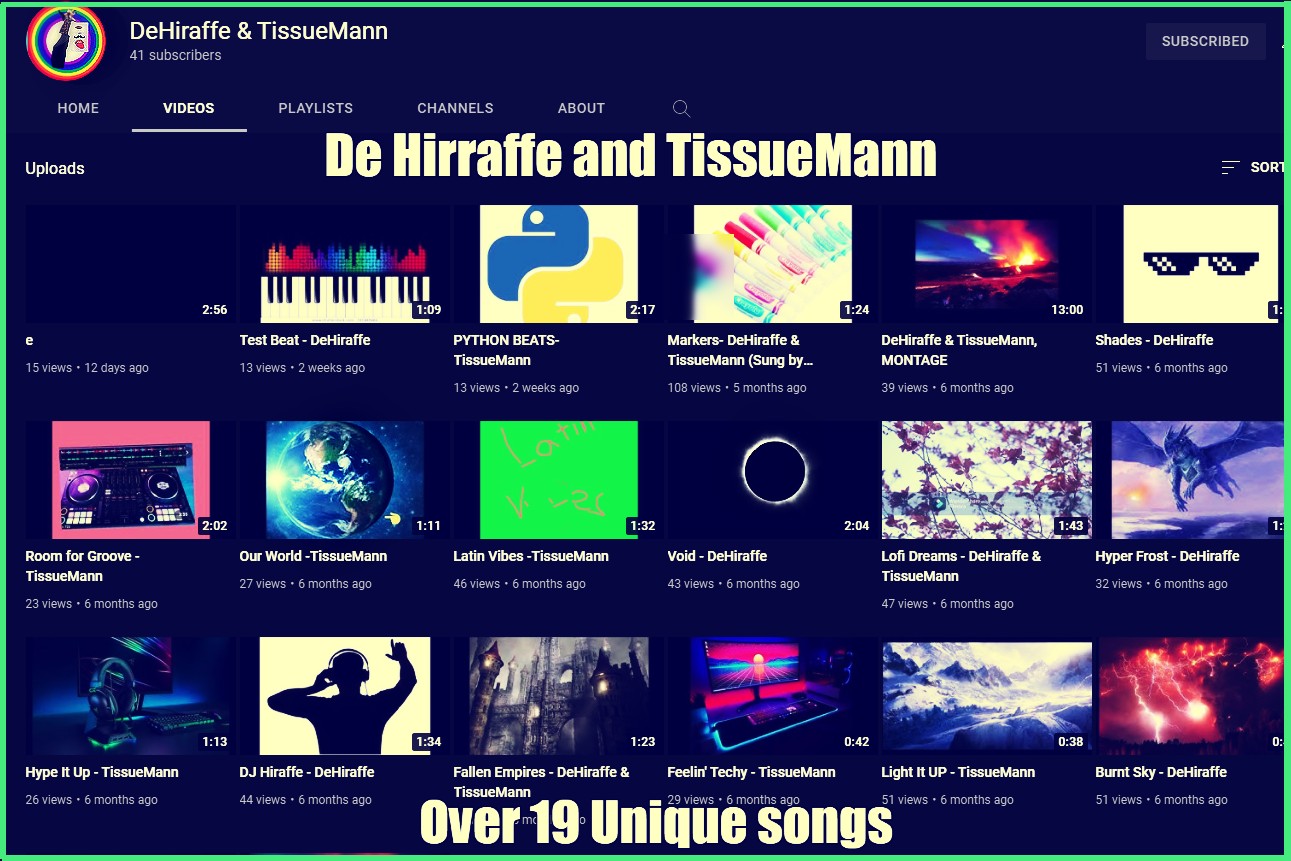 DeHiraffe & TissueMann
41 subscribers
SUBSCRIBED
HOME VIDEOS PLAYLISTS CHANNELS ABOUT
De Hirraffe and TissueMann
Uploads
SORT
2:56 1:09 2:17 1:24 13:00 1:
e Test Beat - DeHiraffe PYTHON BEATS- Markers- DeHiraffe & DeHiraffe & TissueMann, Shades - DeHiraffe
TissueMann TissueMann (Sung by... MONTAGE
15 views • 12 days ago 13 views • 2 weeks ago 51 views • 6 months ago
13 views • 2 weeks ago 108 views • 5 months ago 39 views • 6 months ago
Latin
2:02 1:11 1:32 2:04 1:43 1:
Room for Groove - Our World -TissueMann Latin Vibes -TissueMann Void - DeHiraffe Lofi Dreams - DeHiraffe & Hyper Frost - DeHiraffe
TissueMann TissueMann
27 views • 6 months ago 46 views • 6 months ago 43 views • 6 months ago 32 views • 6 months ago
23 views • 6 months ago 47 views • 6 months ago
1:13 1:34 1:23 0:42 0:38 0:
Hype It Up - TissueMann DJ Hiraffe - DeHiraffe Fallen Empires - DeHiraffe & Feelin' Techy - TissueMann Light It UP - TissueMann Burnt Sky - DeHiraffe
TissueMann
26 views • 6 months ago 44 views • 6 months ago 29 views • 6 months ago 51 views • 6 months ago 51 views • 6 months ago
Over 19 Unique songs